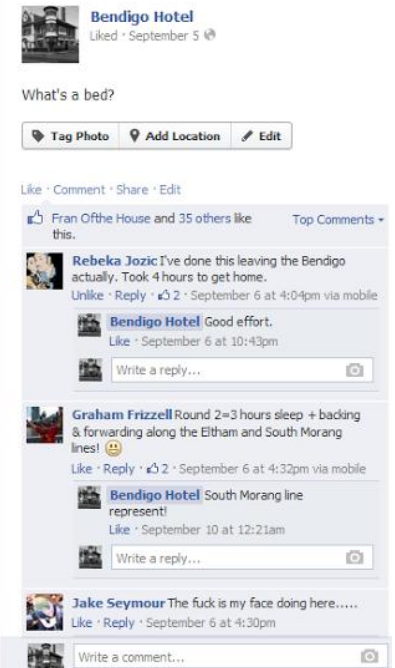 Bendigo Hotel
Liked · September 5
What's a bed?
Tag Photo Add Location Edit
Like · Comment · Share · Edit
Fran Ofthe House and 35 others like Top Comments
this.
Rebeka Jozic I've done this leaving the Bendigo
actually. Took 4 hours to get home.
Unlike · Reply · 2 · September 6 at 4:04pm via mobile
Bendigo Hotel Good effort.
Like · September 6 at 10:43pm
Write a reply...
Graham Frizzell Round 2=3 hours sleep + backing
& forwarding along the Eltham and South Morang
lines!
Like · Reply · 2 · September 6 at 4:32pm via mobile
Bendigo Hotel South Morang line
represent!
Like · September 10 at 12:21am
Write a reply...
Jake Seymour The fuck is my face doing here.....
Like · Reply · September 6 at 4:30pm
Write a comment...